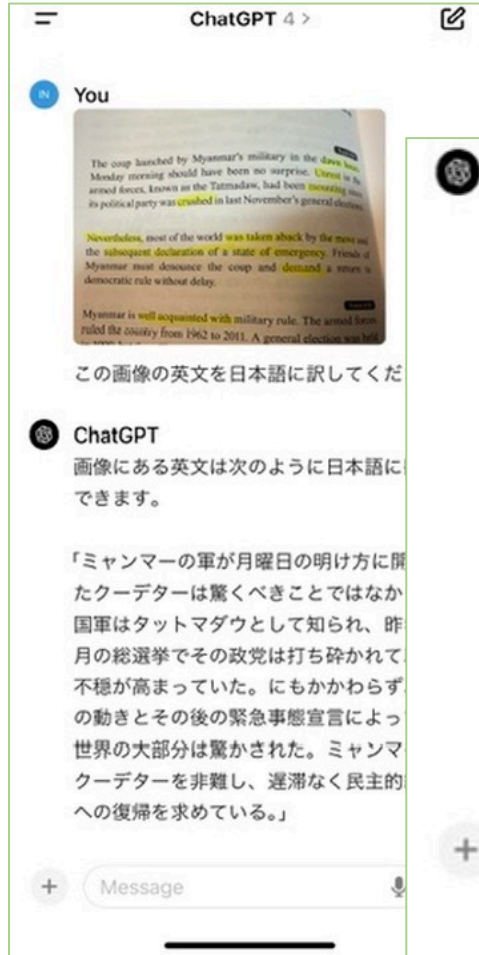 ChatGPT 4 >
IN
You
The coup launched by Myanmar's military in the dawn hours
Monday morning should have been no surprise. Unrest in the
armed forces, known as the Tatmadaw, had been mounting since
its political party was crushed in last November's general election.
Nevertheless, most of the world was taken aback by the move and
the subsequent declaration of a state of emergency. Friends of
Myanmar must denounce the coup and demand a return to
democratic rule without delay.
Myanmar is well acquainted with military rule. The armed forces
ruled the country from 1962 to 2011. A general election was held
この画像の英文を日本語に訳してくだ
ChatGPT
画像にある英文は次のように日本語に
できます。
「ミャンマーの軍が月曜日の明け方に開
たクーデターは驚くべきことではなか
国軍はタットマダウとして知られ、昨
月の総選挙でその政党は打ち砕かれて
不穏が高まっていた。にもかかわらず
の動きとその後の緊急事態宣言によっ
世界の大部分は驚かされた。ミャンマ
クーデターを非難し、遅滞なく民主的
への復帰を求めている。」
Message